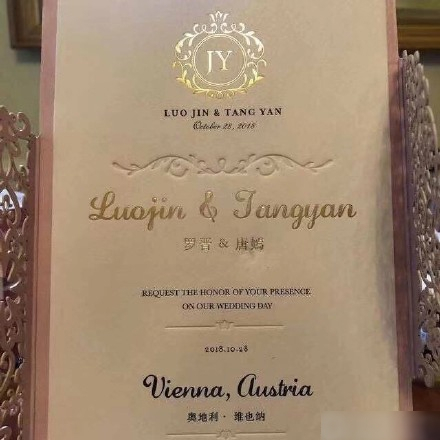 JY
LUO JIN & TANG YAN
October 28, 2018
Luojin & Tangyan
罗晋 & 唐嫣
REQUEST THE HONOR OF YOUR PRESENCE
ON OUR WEDDING DAY
2018.10.28
Vienna, Austria
奥地利· 维也纳